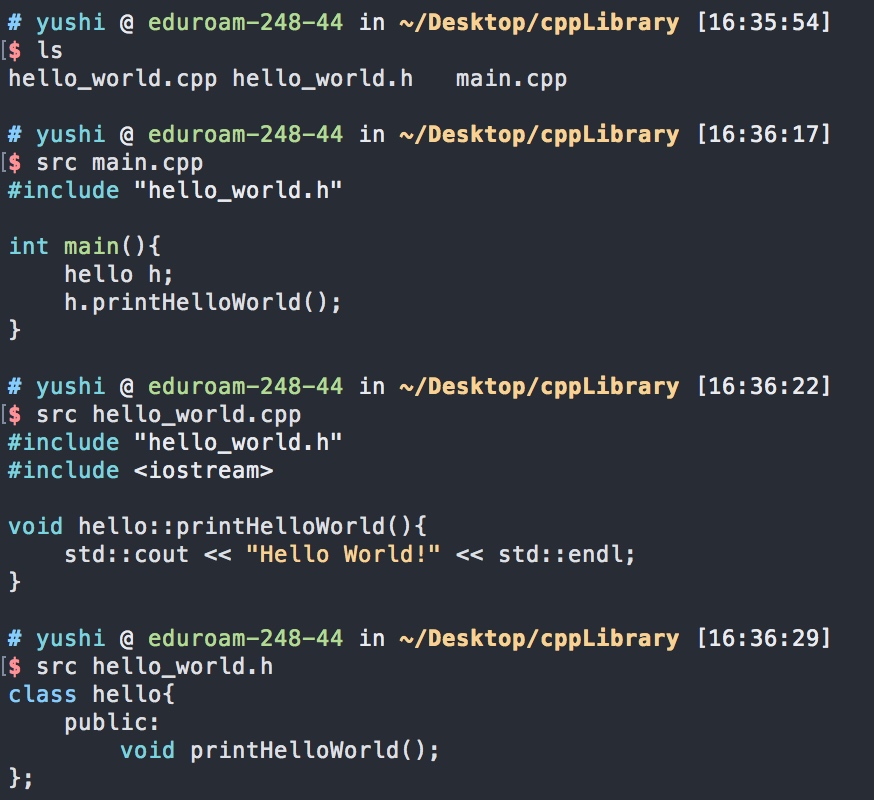 # yushi @ eduroam-248-44 in ~/Desktop/cppLibrary [16:35:54]
[$ ls
hello_world.cpp hello_world.h   main.cpp

# yushi @ eduroam-248-44 in ~/Desktop/cppLibrary [16:36:17]
[$ src main.cpp
#include "hello_world.h"

int main(){
    hello h;
    h.printHelloWorld();
}

# yushi @ eduroam-248-44 in ~/Desktop/cppLibrary [16:36:22]
[$ src hello_world.cpp
#include "hello_world.h"
#include <iostream>

void hello::printHelloWorld(){
    std::cout << "Hello World!" << std::endl;
}

# yushi @ eduroam-248-44 in ~/Desktop/cppLibrary [16:36:29]
[$ src hello_world.h
class hello{
    public:
        void printHelloWorld();
};